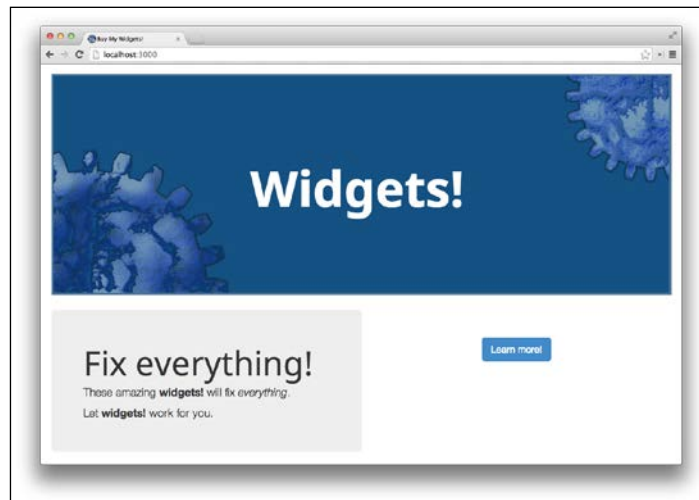 Buy My Widgets!
localhost:3000
Widgets!
Fix everything!
These amazing widgets! will fix everything.
Let widgets! work for you.
Learn more!